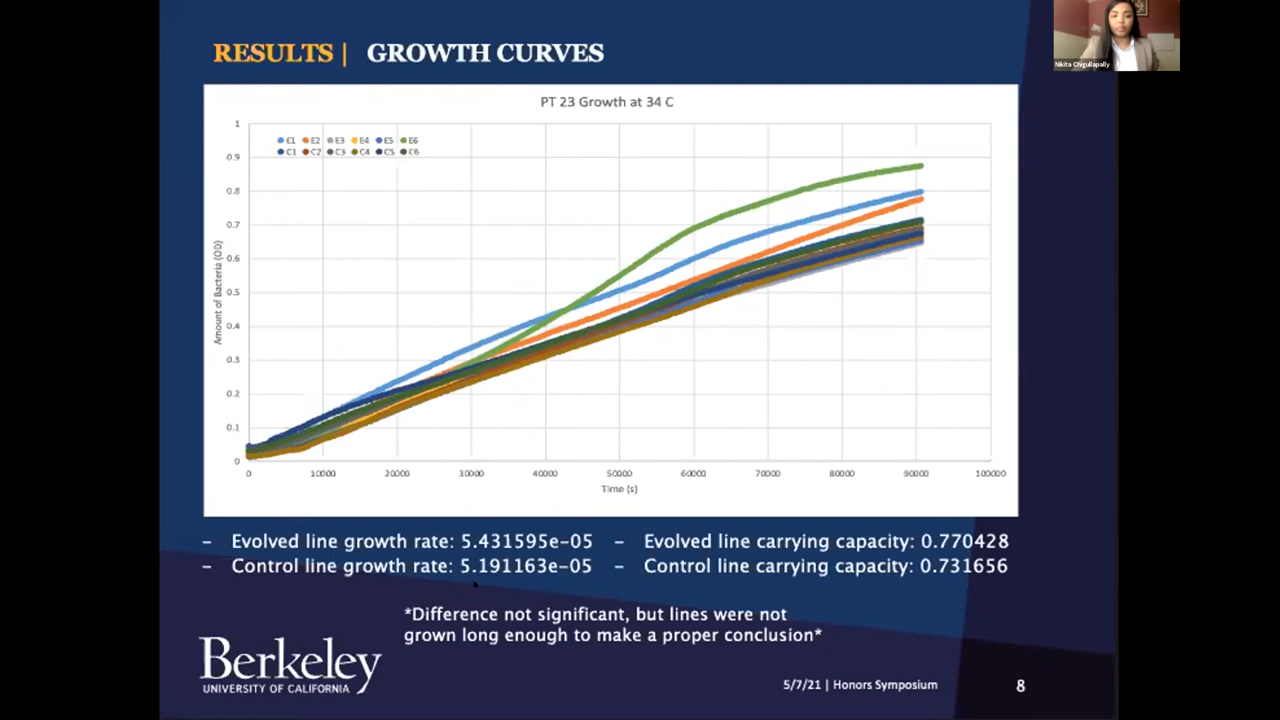 RESULTS | GROWTH CURVES
Nikita Chigullapally
PT 23 Growth at 34 C
E1 E2 E3 E4 E5 E6
C1 C2 C3 C4 C5 C6
Amount of Bacteria (OD)
1
0.9
0.8
0.7
0.6
0.5
0.4
0.3
0.2
0.1
0
0 10000 20000 30000 40000 50000 60000 70000 80000 90000 100000
Time (s)
– Evolved line growth rate: 5.431595e-05
– Control line growth rate: 5.191163e-05
– Evolved line carrying capacity: 0.770428
– Control line carrying capacity: 0.731656
*Difference not significant, but lines were not
grown long enough to make a proper conclusion*
Berkeley
UNIVERSITY OF CALIFORNIA
5/7/21 | Honors Symposium
8